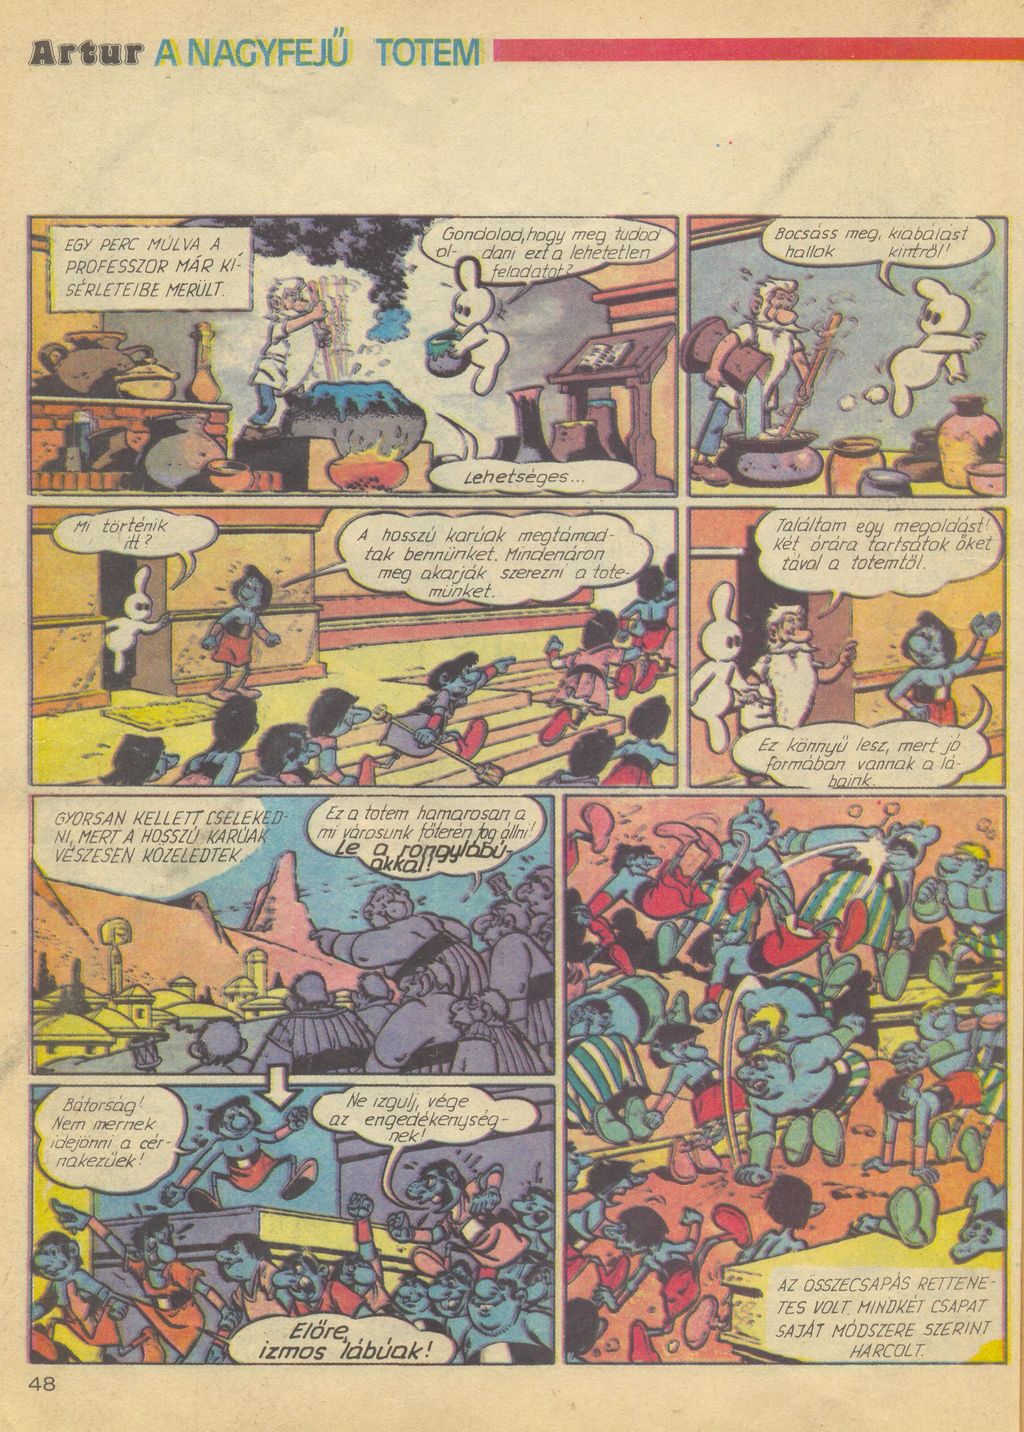 Artur A NAGYFEJŰ TOTEM
EGY PERC MÚLVA A
PROFESSZOR MÁR KÍ-
SÉRLETEIBE MERÜLT.
Gondolod, hogy meg tudod
ol- dani ezt a lehetetlen
feladatot?
Lehetséges...
Bocsáss meg, kiabálást
hallok kintről!
Mi történik
itt?
A hosszú karúak megtámad-
tak bennünket. Mindenáron
meg akarják szerezni a tote-
münket.
Találtam egy megoldást!
Két órára tartsátok őket
távol a totemtől.
Ez könnyű lesz, mert jó
formában vannak a lá-
baink.
GYORSAN KELLETT CSELEKED-
NI, MERT A HOSSZÚ KARÚAK
VÉSZESEN KÖZELEDTEK.
Ez a totem hamarosan a
mi városunk főterén fog állni!
Le a rongylábú-
akkal!
Bátorság!
Nem mernek
idejönni a cér-
nakezűek!
Ne izgulj, vége
az engedékenység-
nek!
Előre,
izmos lábúak!
AZ ÖSSZECSAPÁS RETTENE-
TES VOLT. MINDKÉT CSAPAT
SAJÁT MÓDSZERE SZERINT
HARCOLT.
48